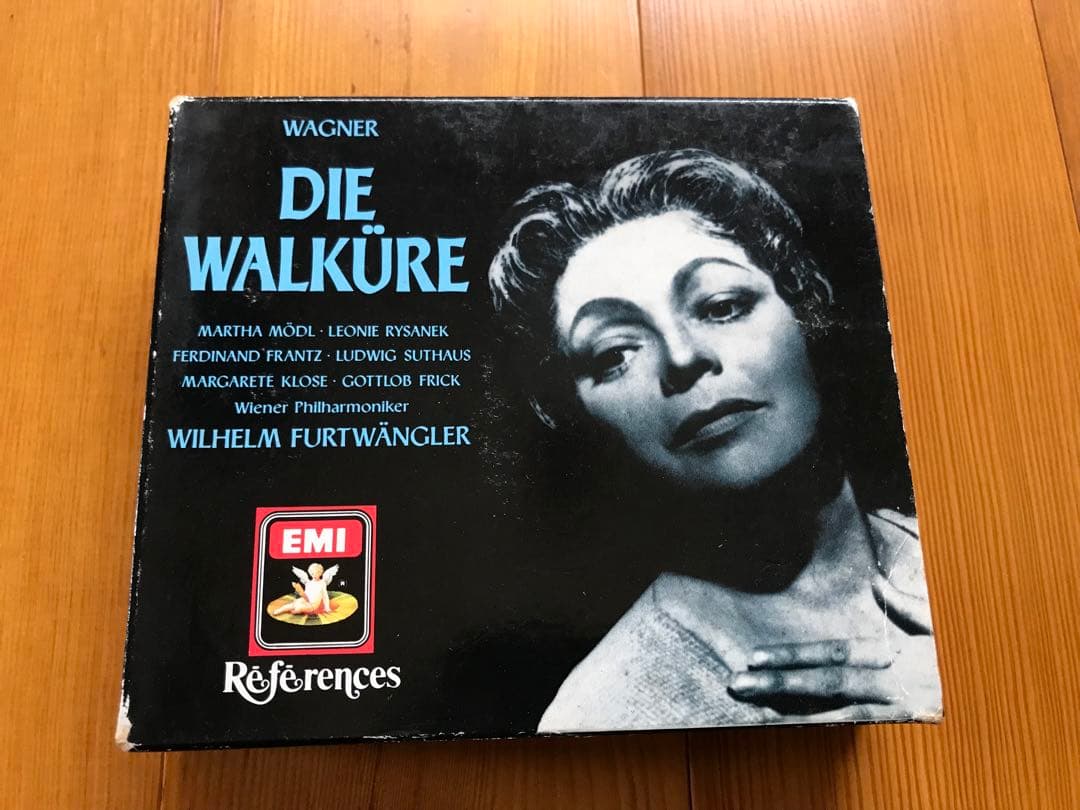 WAGNER
DIE
WALKÜRE
MARTHA MÖDL · LEONIE RYSANEK
FERDINAND FRANTZ · LUDWIG SUTHAUS
MARGARETE KLOSE · GOTTLOB FRICK
Wiener Philharmoniker
WILHELM FURTWÄNGLER
EMI
Références